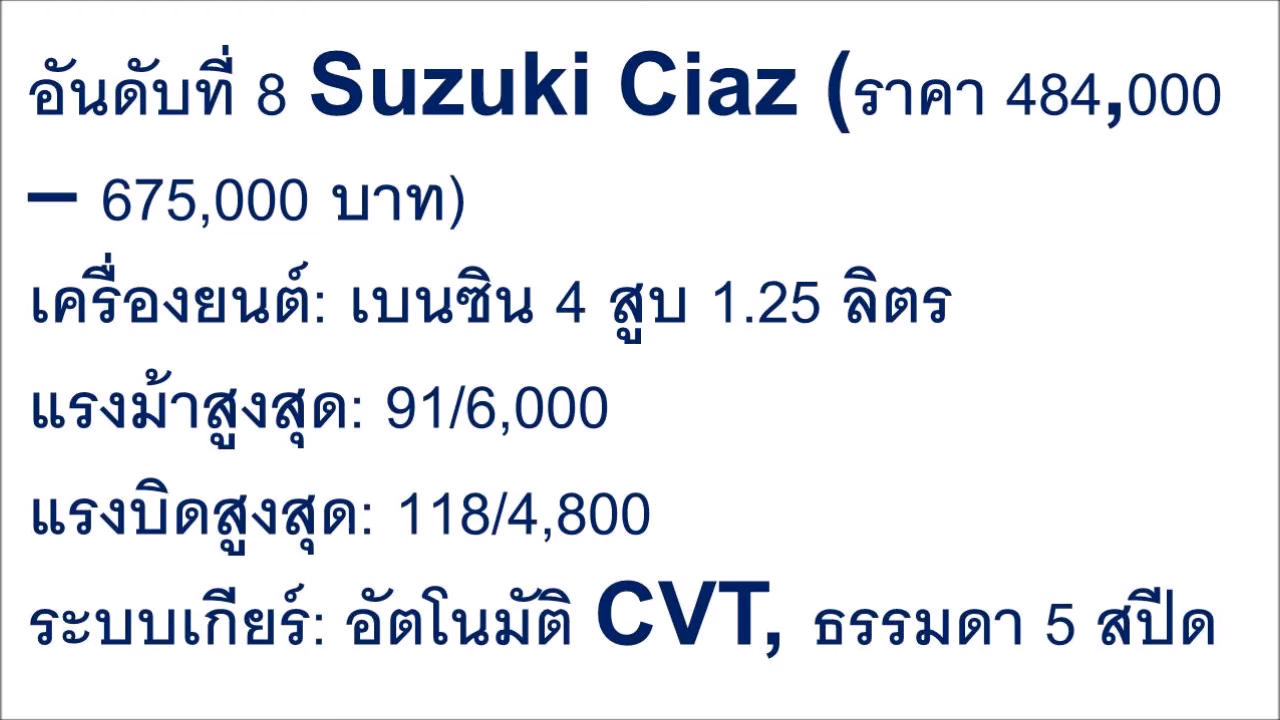 อันดับที่ 8 Suzuki Ciaz (ราคา 484,000
– 675,000 บาท)
เครื่องยนต์: เบนซิน 4 สูบ 1.25 ลิตร
แรงม้าสูงสุด: 91/6,000
แรงบิดสูงสุด: 118/4,800
ระบบเกียร์: อัตโนมัติ CVT, ธรรมดา 5 สปีด